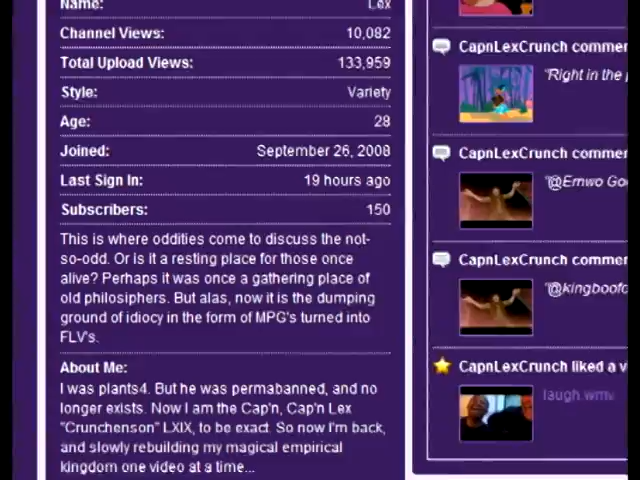 Name: Lex
Channel Views: 10,082
Total Upload Views: 133,959
Style: Variety
Age: 28
Joined: September 26, 2008
Last Sign In: 19 hours ago
Subscribers: 150
This is where oddities come to discuss the not-
so-odd. Or is it a resting place for those once
alive? Perhaps it was once a gathering place of
old philosiphers. But alas, now it is the dumping
ground of idiocy in the form of MPG's turned into
FLV's.
About Me:
I was plants4. But he was permabanned, and no
longer exists. Now I am the Cap'n, Cap'n Lex
"Crunchenson" LXIX, to be exact. So now I'm back,
and slowly rebuilding my magical empirical
kingdom one video at a time...
CapnLexCrunch commer
"Right in the p
CapnLexCrunch commer
"@Ernwo Go
CapnLexCrunch commer
"@kingboofo
CapnLexCrunch liked a v
laugh.wmv